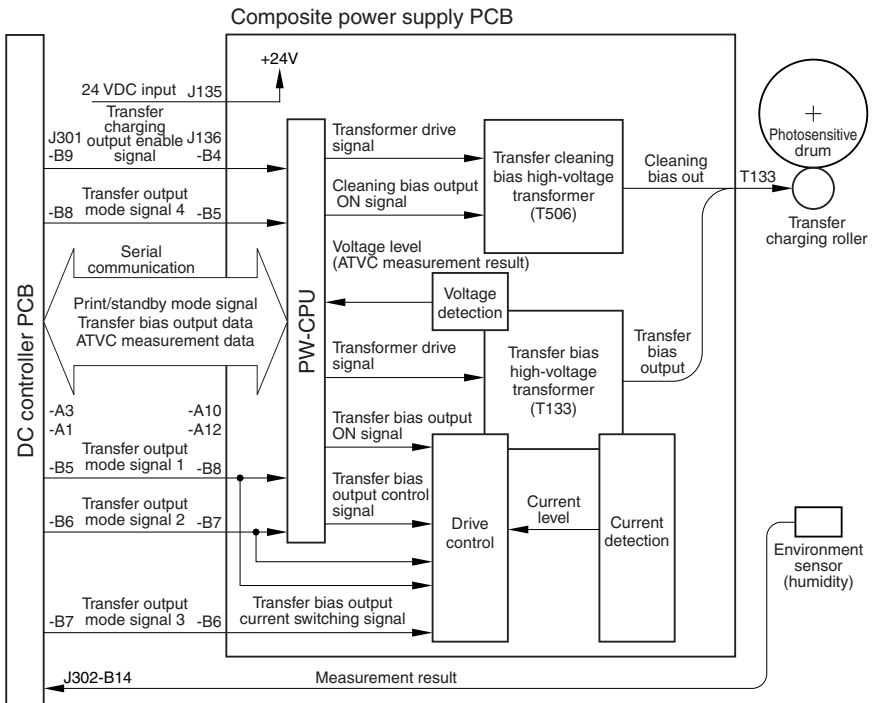 Composite power supply PCB
+24V
24 VDC input J135
Transfer
charging
J301 output enable J136
-B9 signal -B4
Transformer drive
signal
Transfer cleaning
bias high-voltage
transformer
(T506)
Cleaning
bias out
T133
Photosensitive
drum
Transfer
charging roller
Cleaning bias output
ON signal
Transfer output
-B8 mode signal 4 -B5
Voltage level
(ATVC measurement result)
Serial
communication
Voltage
detection
Print/standby mode signal
Transfer bias output data
ATVC measurement data
DC controller PCB
PW-CPU
Transformer drive
signal
Transfer bias
high-voltage
transformer
(T133)
Transfer
bias
output
-A3 -A10
-A1 -A12
Transfer bias output
ON signal
Transfer output
-B5 mode signal 1 -B8
Transfer bias
output control
signal
Transfer output
-B6 mode signal 2 -B7
Drive
control
Current
level
Current
detection
Environment
sensor
(humidity)
Transfer output
-B7 mode signal 3 -B6
Transfer bias output
current switching signal
J302-B14 Measurement result